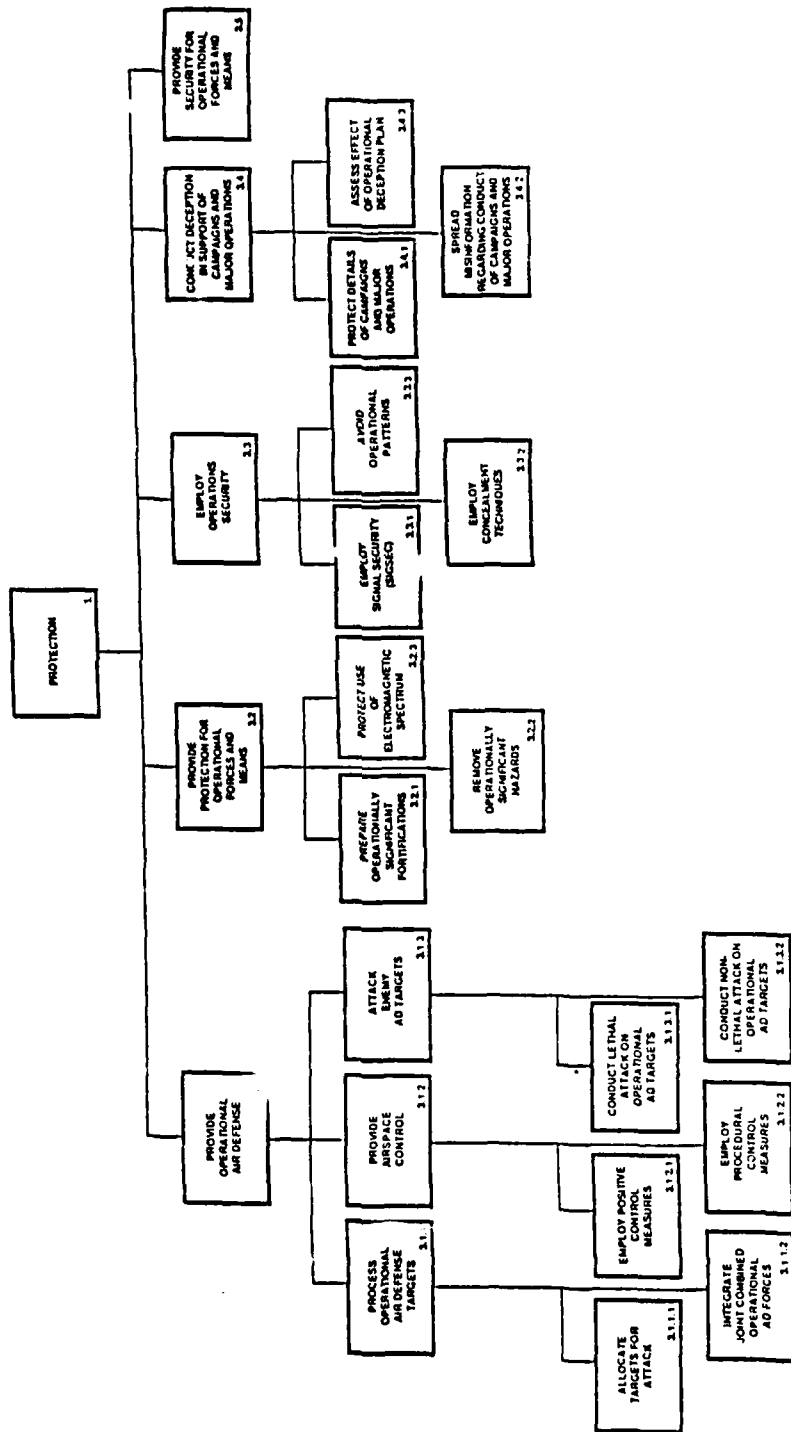 PROTECTION
PROVIDE
OPERATIONAL
AIR DEFENSE
PROVIDE
PROTECTION FOR
OPERATIONAL
FORCES AND
MEANS
3.2
EMPLOY
OPERATIONS
SECURITY
3.3
IN SUPPORT OF
CAMPAIGNS AND
MAJOR OPERATIONS
3.4
PROVIDE
SECURITY FOR
OPERATIONAL
FORCES AND
MEANS
3.5
PROCESS
OPERATIONAL
AIR DEFENSE
TARGETS
3.1.
PROVIDE
AIRSPACE
CONTROL
3.1.2
ATTACK
ENEMY
AD TARGETS
3.1.3
PREPARE
OPERATIONALLY
SIGNIFICANT
FORTIFICATIONS
3.2.1
PROTECT USE
OF
ELECTROMAGNETIC
SPECTRUM
3.2.3
EMPLOY
SIGNAL SECURITY
(SIGSEC)
3.3.1
AVOID
OPERATIONAL
PATTERNS
PROTECT DETAILS
OF CAMPAIGNS
AND MAJOR
OPERATIONS
3.4.1
ASSESS EFFECT
OF OPERATIONAL
DECEPTION PLAN
3.4.3
REMOVE
OPERATIONALLY
SIGNIFICANT
HAZARDS
3.2.2
EMPLOY
CONCEALMENT
TECHNIQUES
3.3.2
SPREAD
MISINFORMATION
REGARDING CONDUCT
OF CAMPAIGNS AND
MAJOR OPERATIONS
3.4.2
ALLOCATE
TARGETS FOR
ATTACK
3.1.1.1
EMPLOY POSITIVE
CONTROL
MEASURES
3.1.2.1
CONDUCT LETHAL
ATTACK ON
OPERATIONAL
AD TARGETS
3.1.3.1
INTEGRATE
JOINT COMBINED
OPERATIONAL
AD FORCES
3.1.1.2
EMPLOY
PROCEDURAL
CONTROL
MEASURES
3.1.2.2
CONDUCT NON-
LETHAL ATTACK ON
OPERATIONAL
AD TARGETS
3.1.3.2